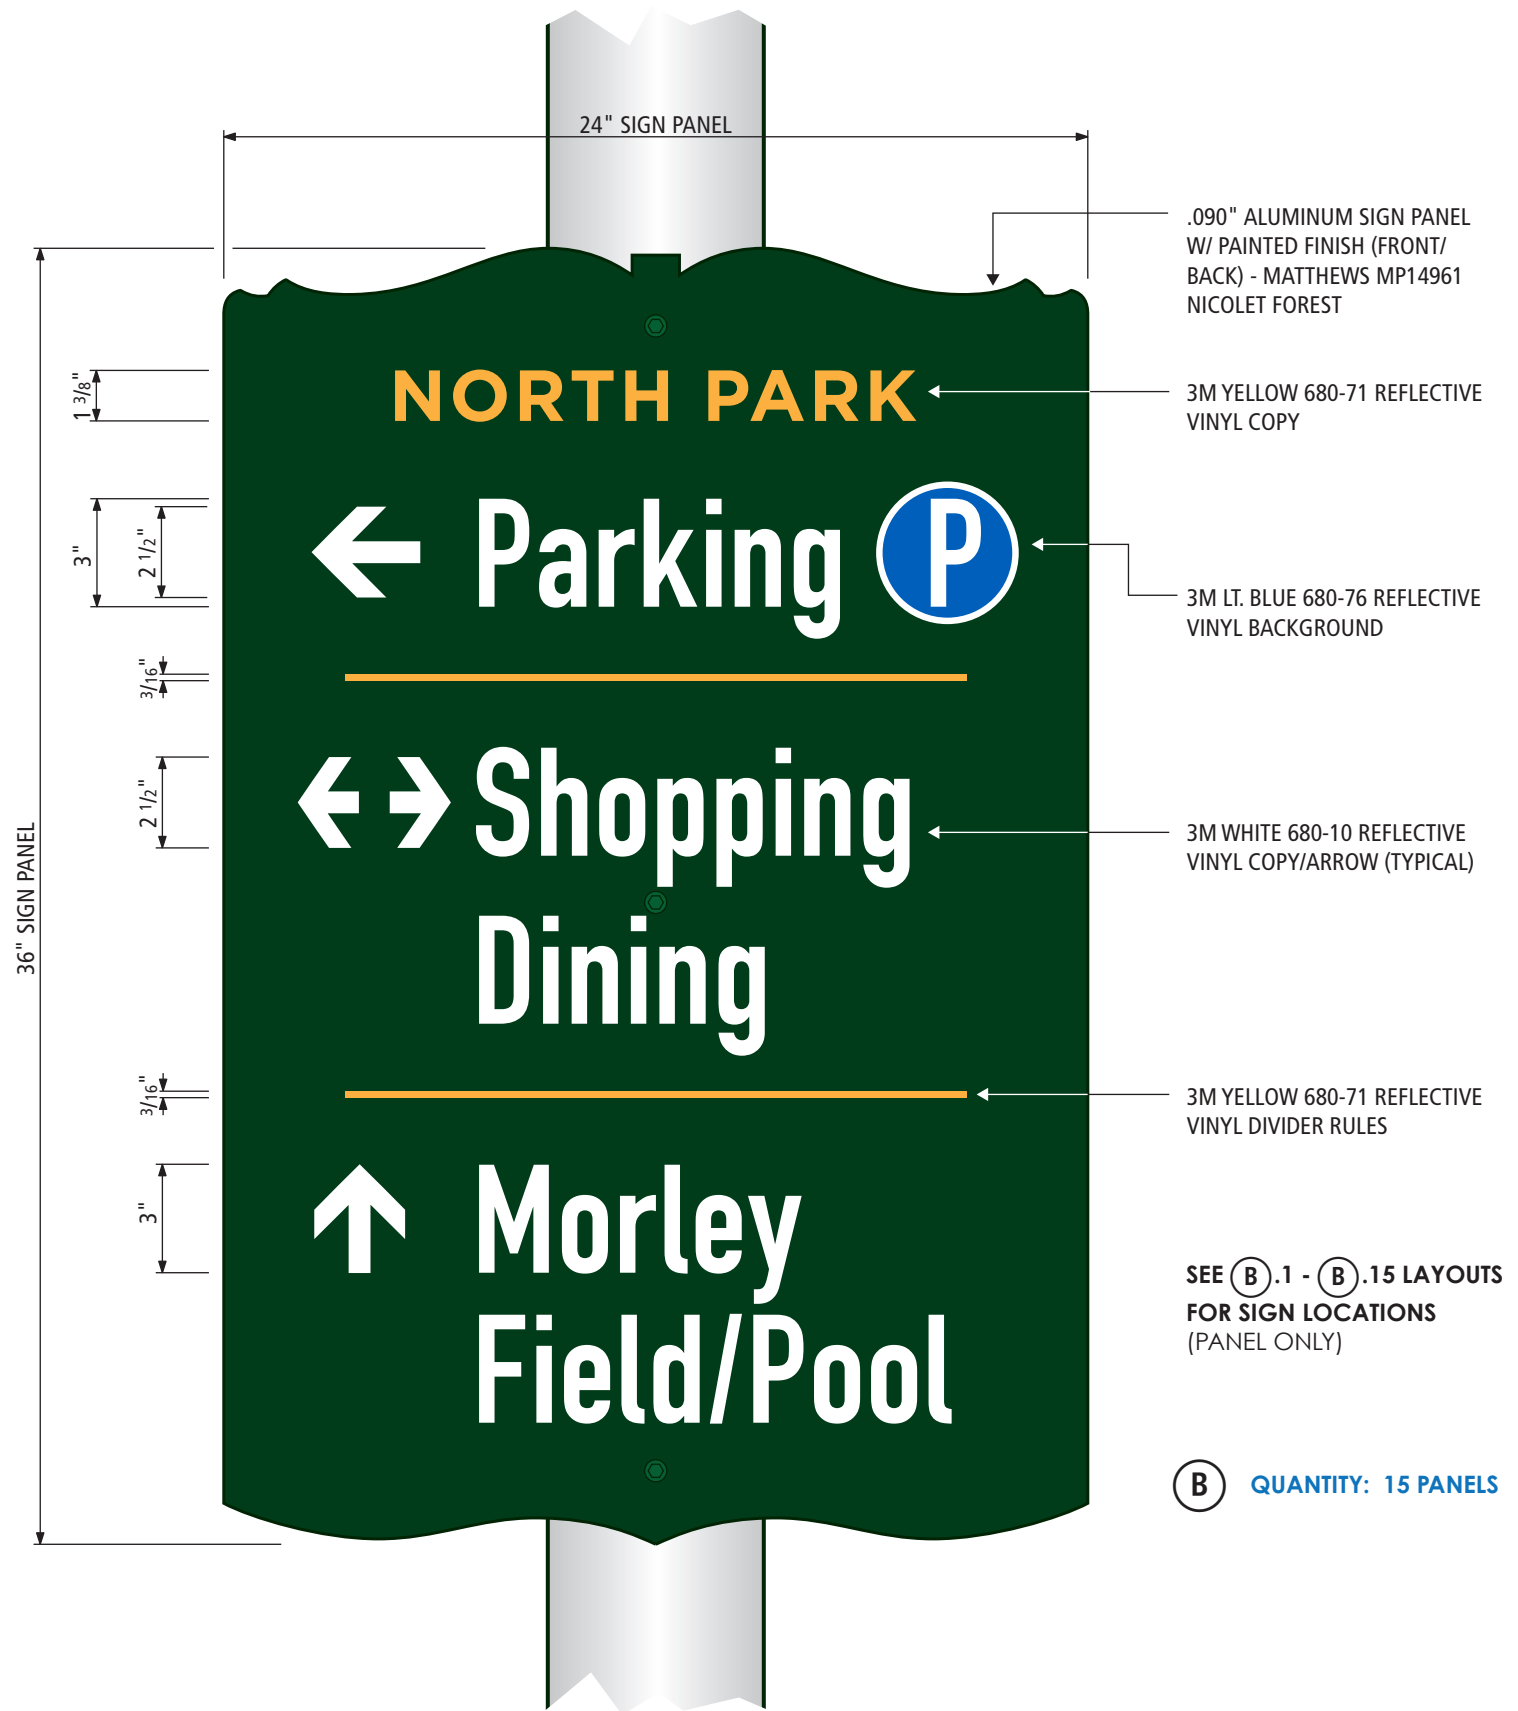 24" SIGN PANEL
.090" ALUMINUM SIGN PANEL
W/ PAINTED FINISH (FRONT/
BACK) - MATTHEWS MP14961
NICOLET FOREST
1 3/8"
NORTH PARK
3M YELLOW 680-71 REFLECTIVE
VINYL COPY
3"
2 1/2"
Parking P
3M LT. BLUE 680-76 REFLECTIVE
VINYL BACKGROUND
3/16"
2 1/2"
Shopping
3M WHITE 680-10 REFLECTIVE
VINYL COPY/ARROW (TYPICAL)
36" SIGN PANEL
Dining
3/16"
3M YELLOW 680-71 REFLECTIVE
VINYL DIVIDER RULES
3"
Morley
Field/Pool
SEE B .1 - B .15 LAYOUTS
FOR SIGN LOCATIONS
(PANEL ONLY)
B QUANTITY: 15 PANELS